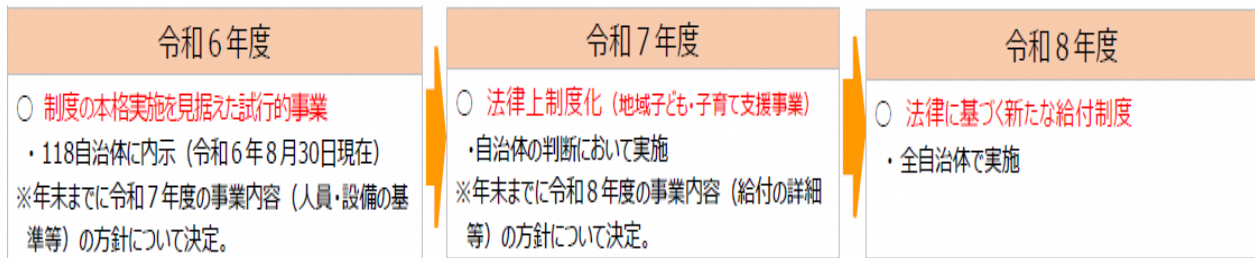 令和６年度
○ 制度の本格実施を見据えた試行的事業
・118自治体に内示（令和６年８月30日現在）
※年末までに令和７年度の事業内容（人員・設備の基
準等）の方針について決定。
令和７年度
○ 法律上制度化（地域子ども・子育て支援事業）
・自治体の判断において実施
※年末までに令和８年度の事業内容（給付の詳細
等）の方針について決定。
令和８年度
○ 法律に基づく新たな給付制度
・全自治体で実施